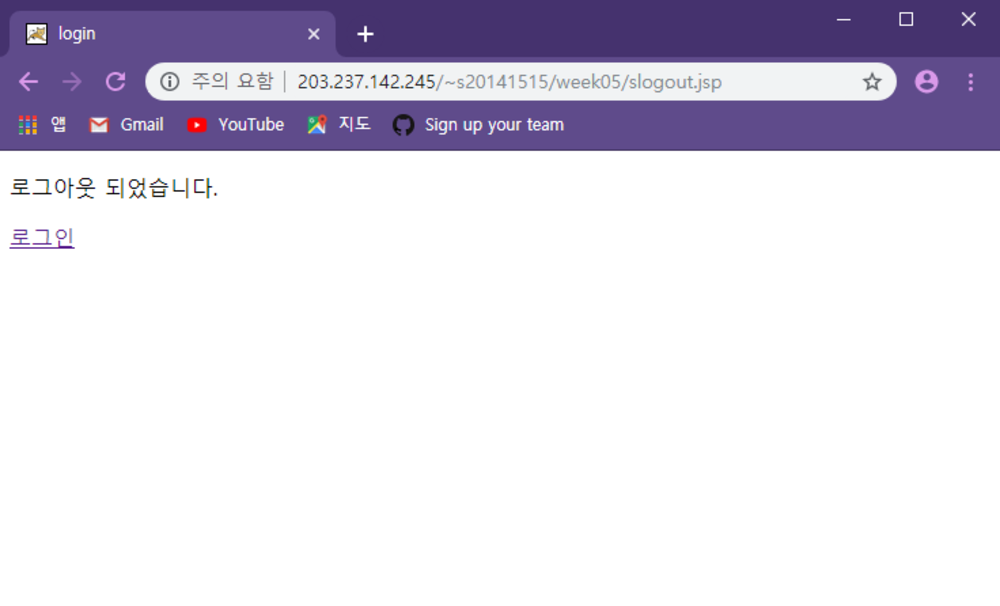 login
주의 요함 | 203.237.142.245/~s20141515/week05/slogout.jsp
앱 Gmail YouTube 지도 Sign up your team
로그아웃 되었습니다.
로그인